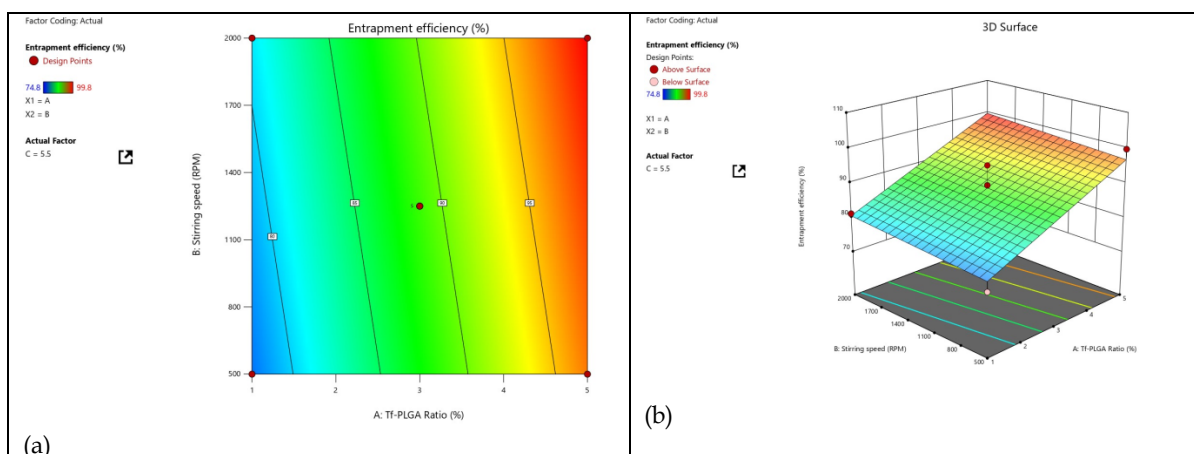 Factor Coding: Actual
Entrapment efficiency (%)
Entrapment efficiency (%)
Design Points
74.8 99.8
X1 = A
X2 = B
Actual Factor
C = 5.5
B: Stirring speed (RPM)
2000
1700
1400
1100
800
500
80
85
90
95
1 2 3 4 5
A: Tf-PLGA Ratio (%)
(a)
Factor Coding: Actual
3D Surface
Entrapment efficiency (%)
Design Points:
Above Surface
Below Surface
74.8 99.8
X1 = A
X2 = B
Actual Factor
C = 5.5
Entrapment efficiency (%)
110
100
90
80
70
2000
1700
1400
1100
800
500
B: Stirring speed (RPM)
1
2
3
4
5
A: Tf-PLGA Ratio (%)
(b)